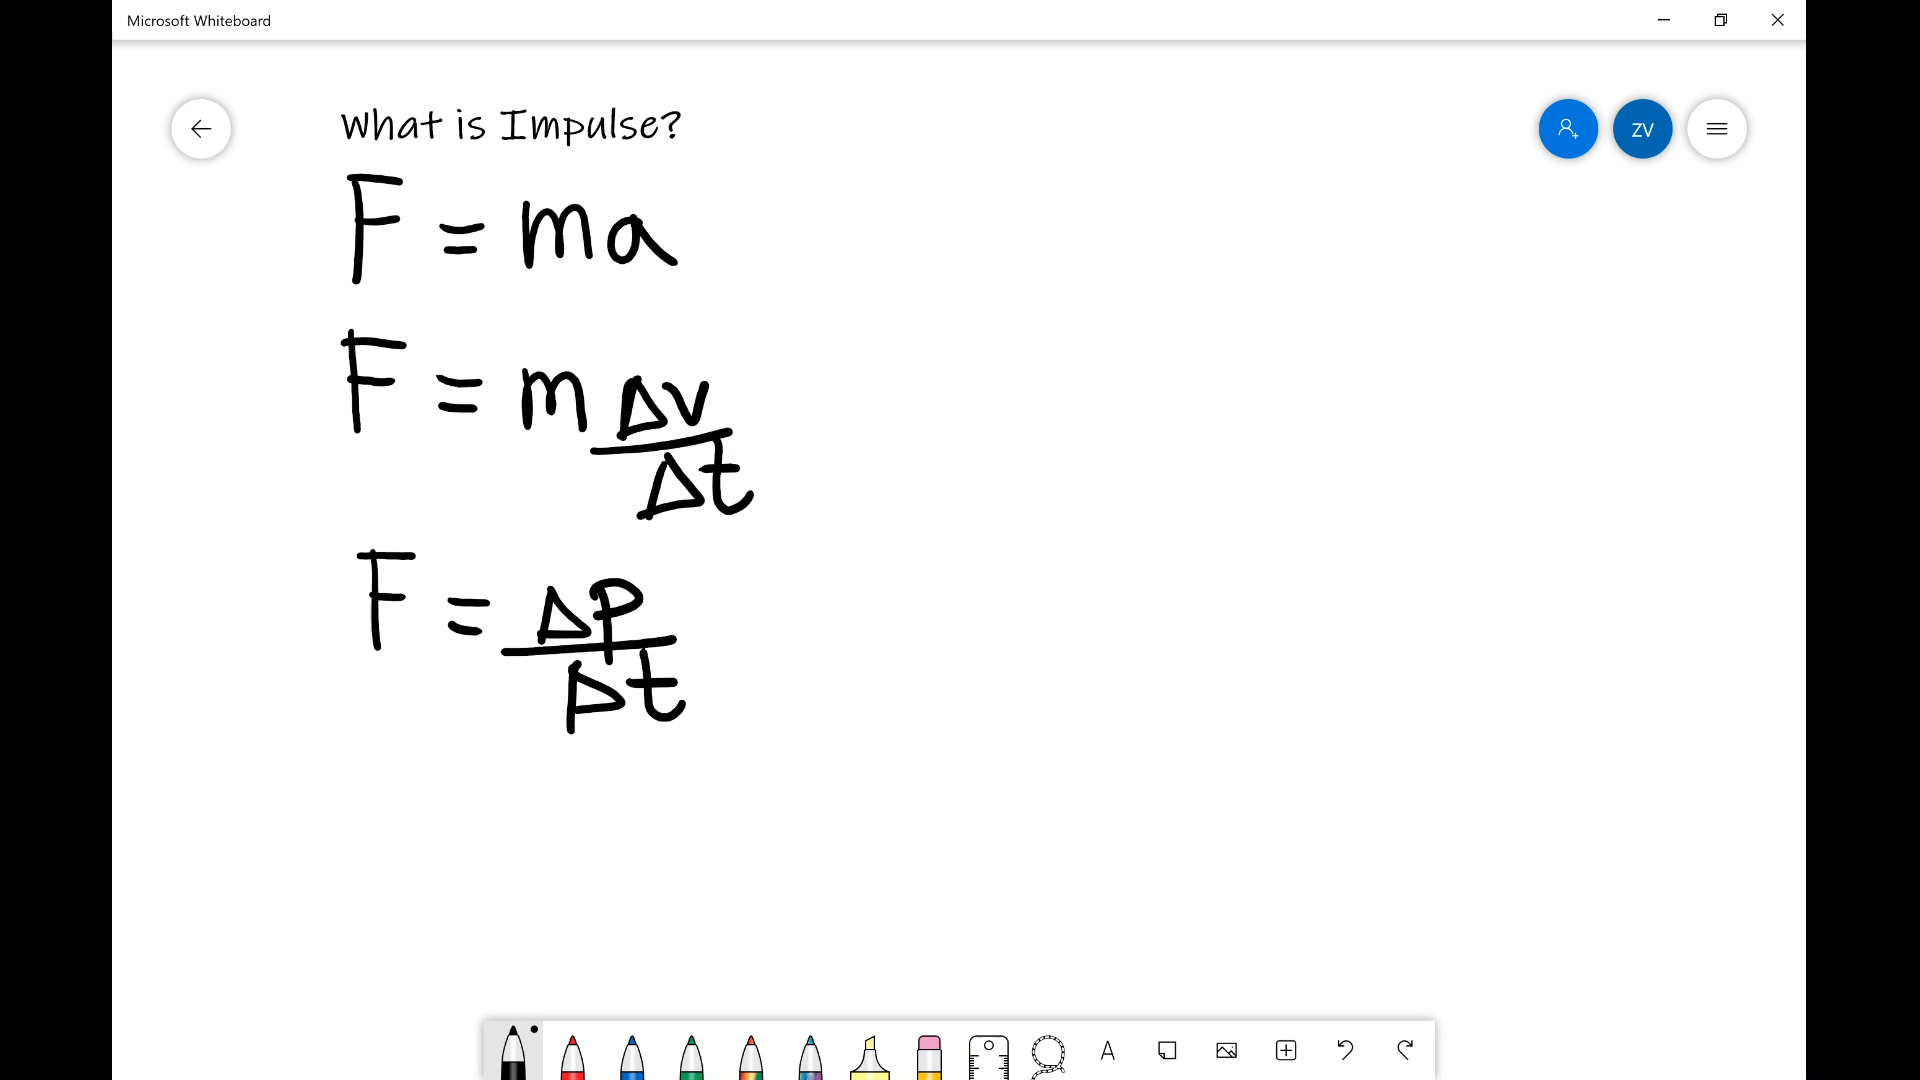 Microsoft Whiteboard
What is Impulse?
ZV
F = ma
F = m Δv/Δt
F = Δp/Δt
A